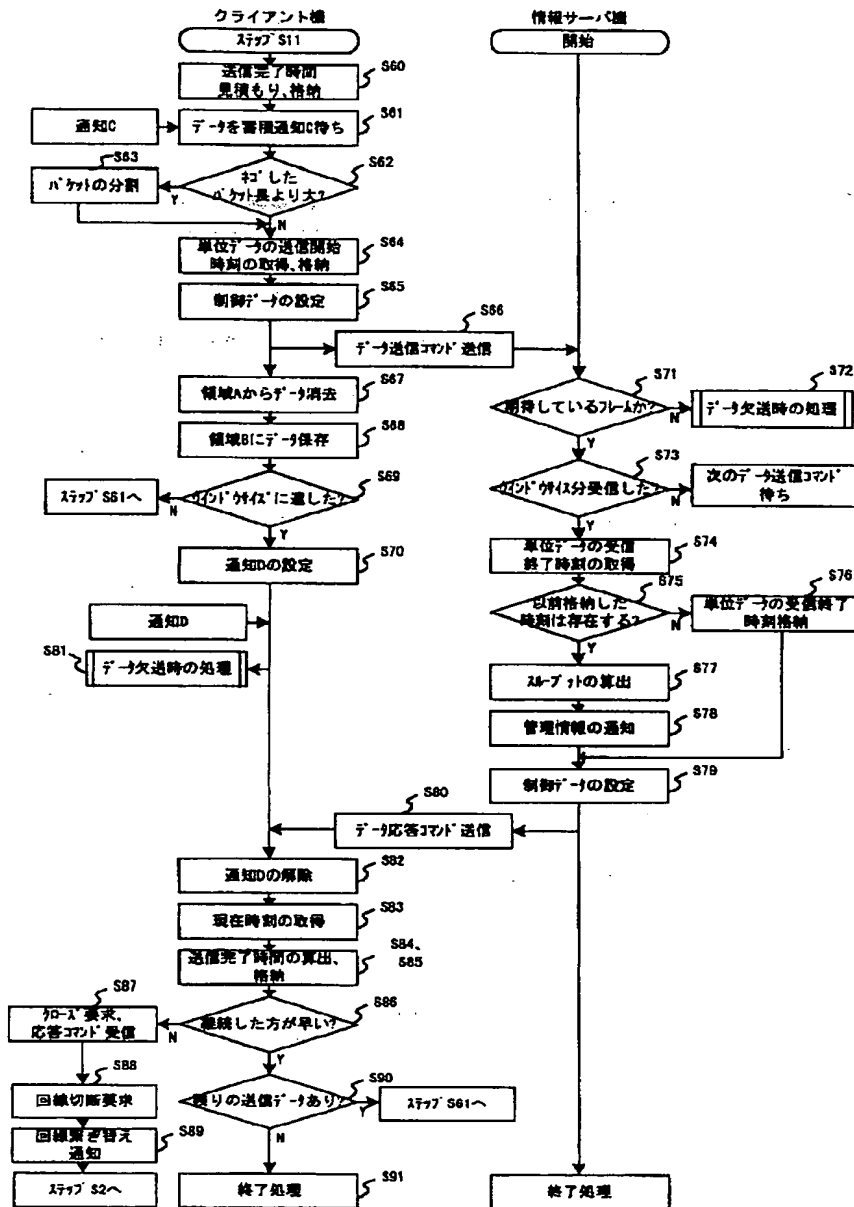 クライアント機
ステップS11
S60
送信完了時間
見積もり、格納
S61
通知C
データを蓄積通知C待ち
S62
S63
パケットの分割
ネゴした
パケット長より大?
Y
N
S64
単位データの送信開始
時刻の取得、格納
S65
制御データの設定
S66
データ送信コマンド送信
S67
領域Aからデータ消去
S68
領域Bにデータ保存
S69
ステップS61へ
N
ウインドウサイズに達した?
Y
S70
通知Dの設定
通知D
S81
データ欠送時の処理
情報サーバ機
開始
S71
期待しているフレームか?
N
S72
データ欠送時の処理
Y
S73
ウインドウサイズ分受信した?
N
次のデータ送信コマンド
待ち
Y
S74
単位データの受信
終了時刻の取得
S75
以前格納した
時刻は存在する?
N
S76
単位データの受信終了
時刻格納
Y
S77
スループットの算出
S78
管理情報の通知
S79
制御データの設定
S80
データ応答コマンド送信
S82
通知Dの解除
S83
現在時刻の取得
S84、
S85
送信完了時間の算出、
格納
S86
継続した方が早い?
N
S87
クローズ要求、
応答コマンド受信
S88
回線切断要求
S89
回線繋ぎ替え
通知
ステップS2へ
Y
S90
残りの送信データあり?
Y
ステップS61へ
N
S91
終了処理
終了処理